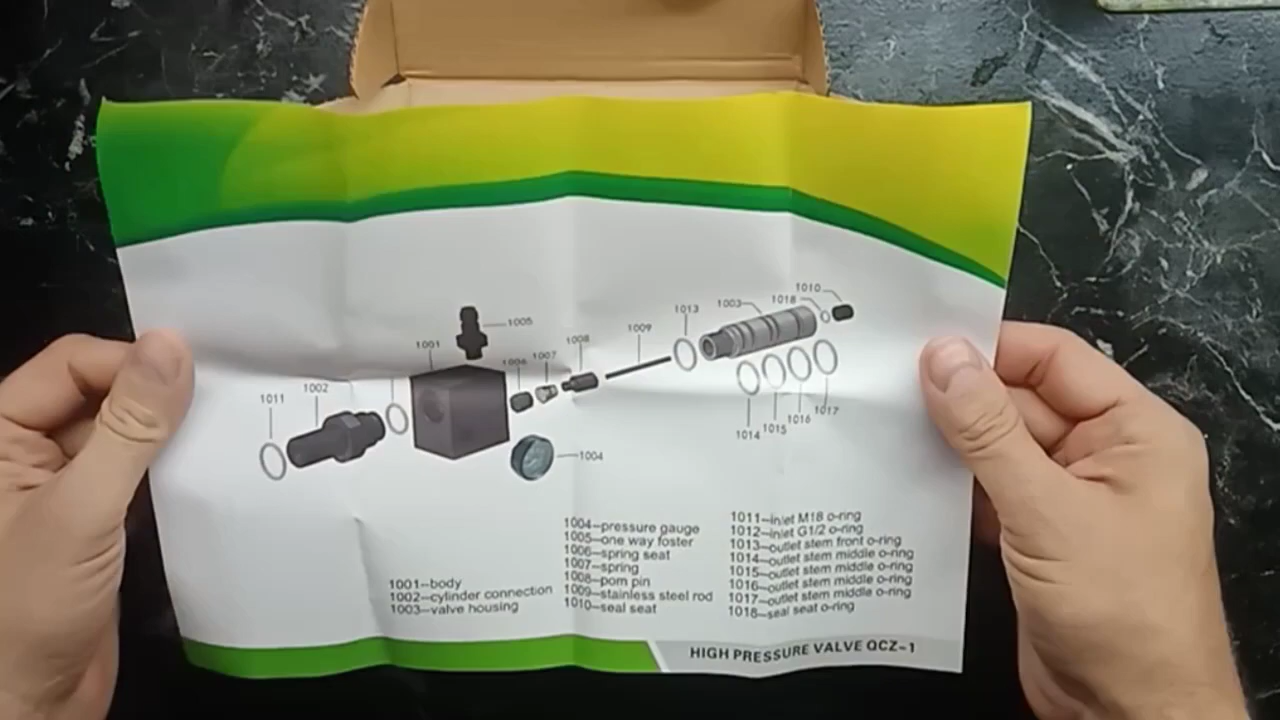 1010
1018
1003
1013
1009
1008
1007
1006
1005
1001
1002
1011
1004
1014
1015
1016
1017
1001-body
1002-cylinder connection
1003-valve housing
1004-pressure gauge
1005-one way foster
1006-spring seat
1007-spring
1008-pom pin
1009-stainless steel rod
1010-seal seat
1011-inlet M18 o-ring
1012-inlet G1/2 o-ring
1013-outlet stem front o-ring
1014-outlet stem middle o-ring
1015-outlet stem middle o-ring
1016-outlet stem middle o-ring
1017-outlet stem middle o-ring
1018-seal seat o-ring
HIGH PRESSURE VALVE QCZ-1